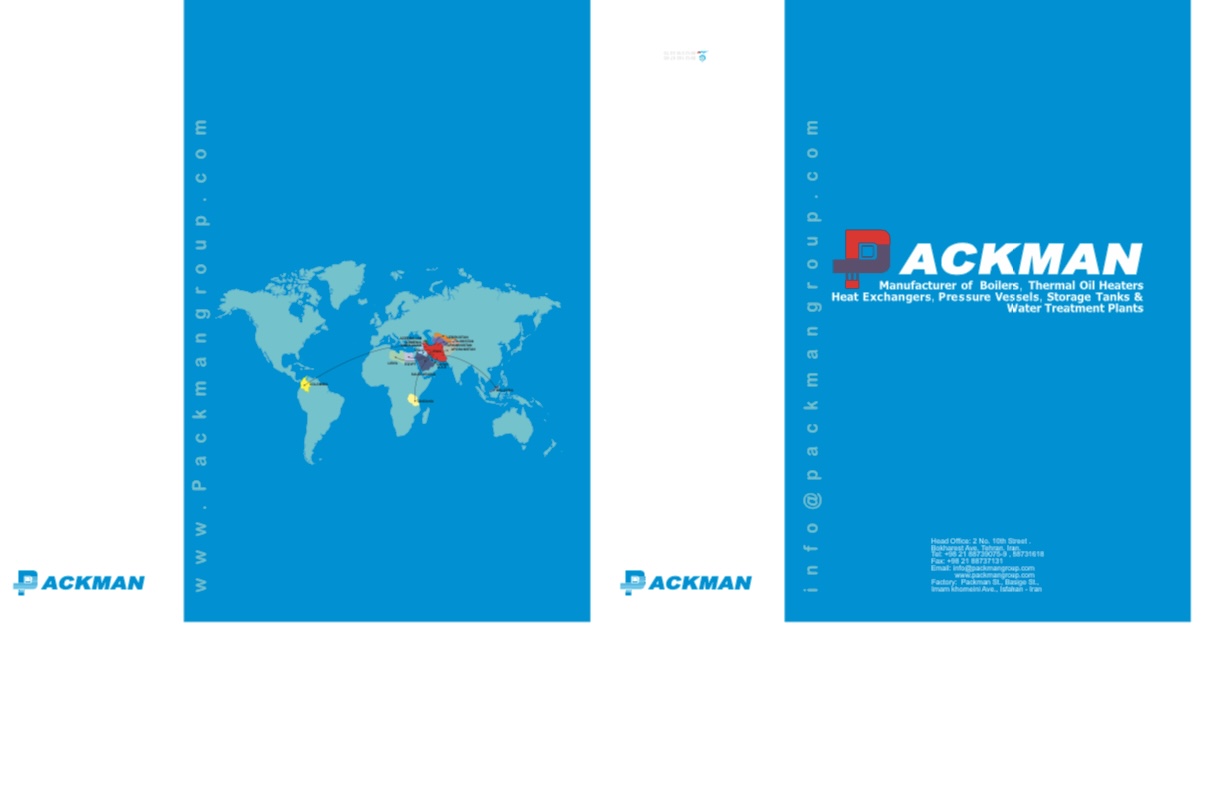 www.Packmangroup.com
PACKMAN
info@packmangroup.com
PACKMAN
Manufacturer of Boilers, Thermal Oil Heaters
Heat Exchangers, Pressure Vessels, Storage Tanks &
Water Treatment Plants
Head Office: 2 No. 10th Street .
Bokharest Ave, Tehran, Iran.
Tel: +98 21 88739075-9 , 88731618
Fax: +98 21 88737131
Email: info@packmangroup.com
www.packmangroup.com
Factory: Packman St., Basige St.,
Imam khomeini Ave., Isfahan - Iran
PACKMAN